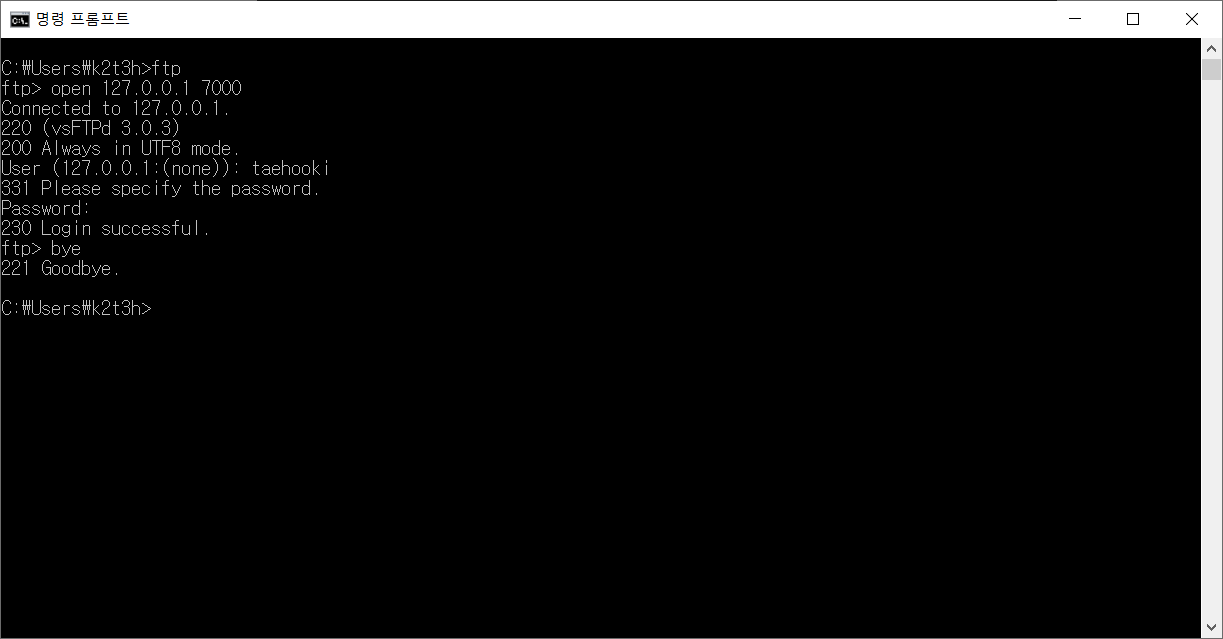 명령 프롬프트
C:₩Users₩k2t3h>ftp
ftp> open 127.0.0.1 7000
Connected to 127.0.0.1.
220 (vsFTPd 3.0.3)
200 Always in UTF8 mode.
User (127.0.0.1:(none)): taehooki
331 Please specify the password.
Password:
230 Login successful.
ftp> bye
221 Goodbye.
C:₩Users₩k2t3h>